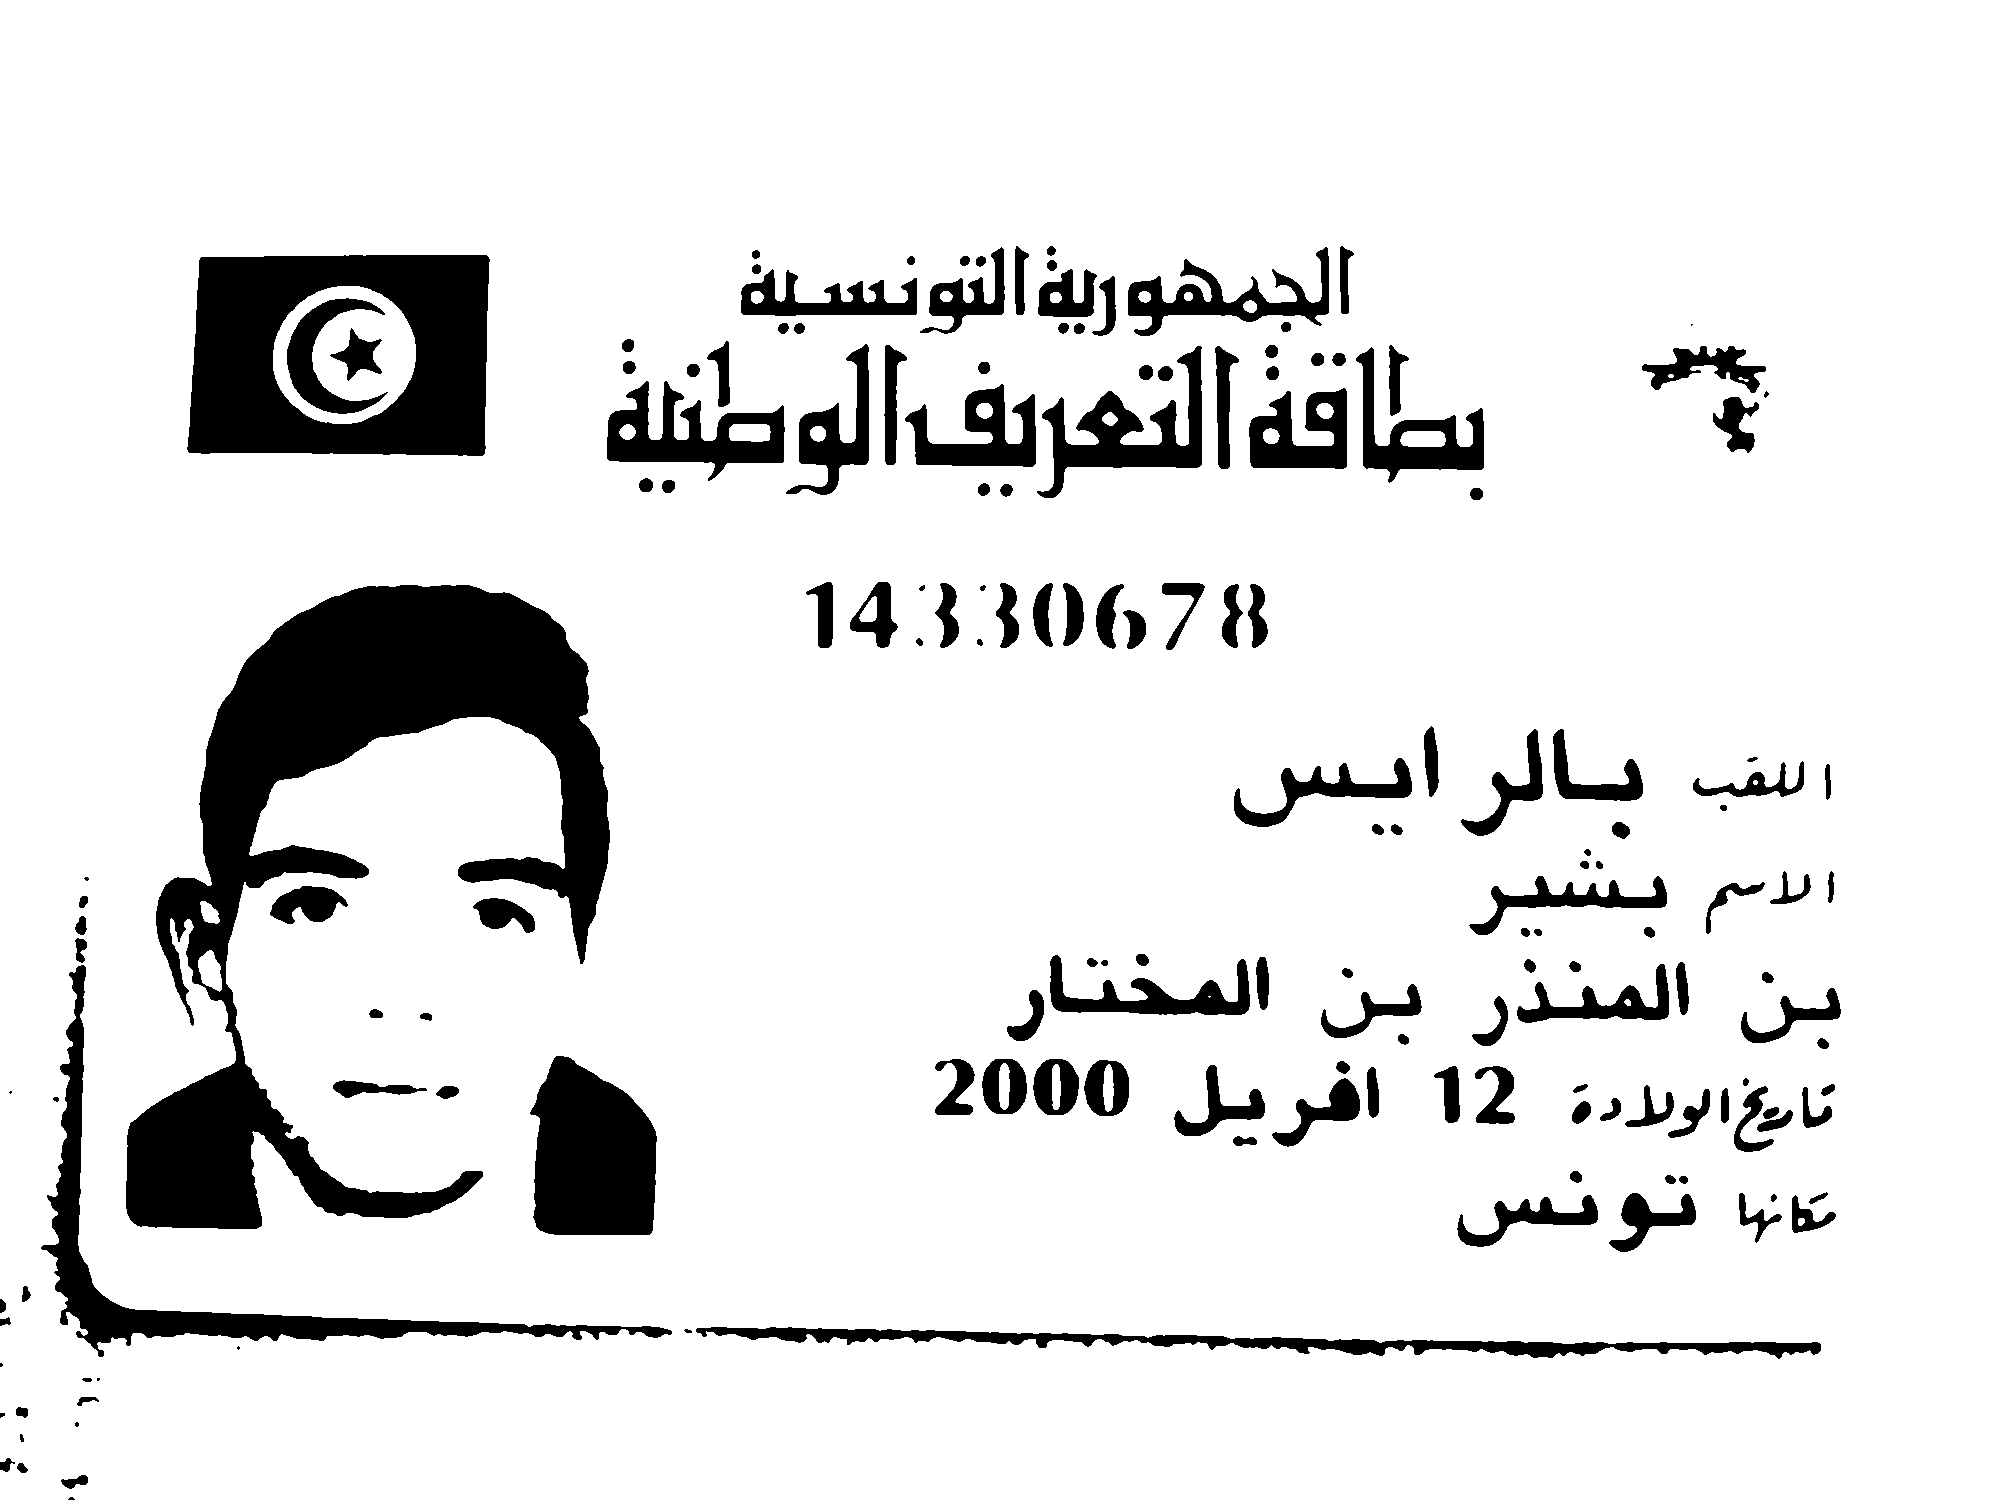 الجمهورية التونسية
بطاقة التعريف الوطنية
14330678
اللقب بالرايس
الاسم بشير
بن المنذر بن المختار
تاريخ الولادة 12 افريل 2000
مكانها تونس